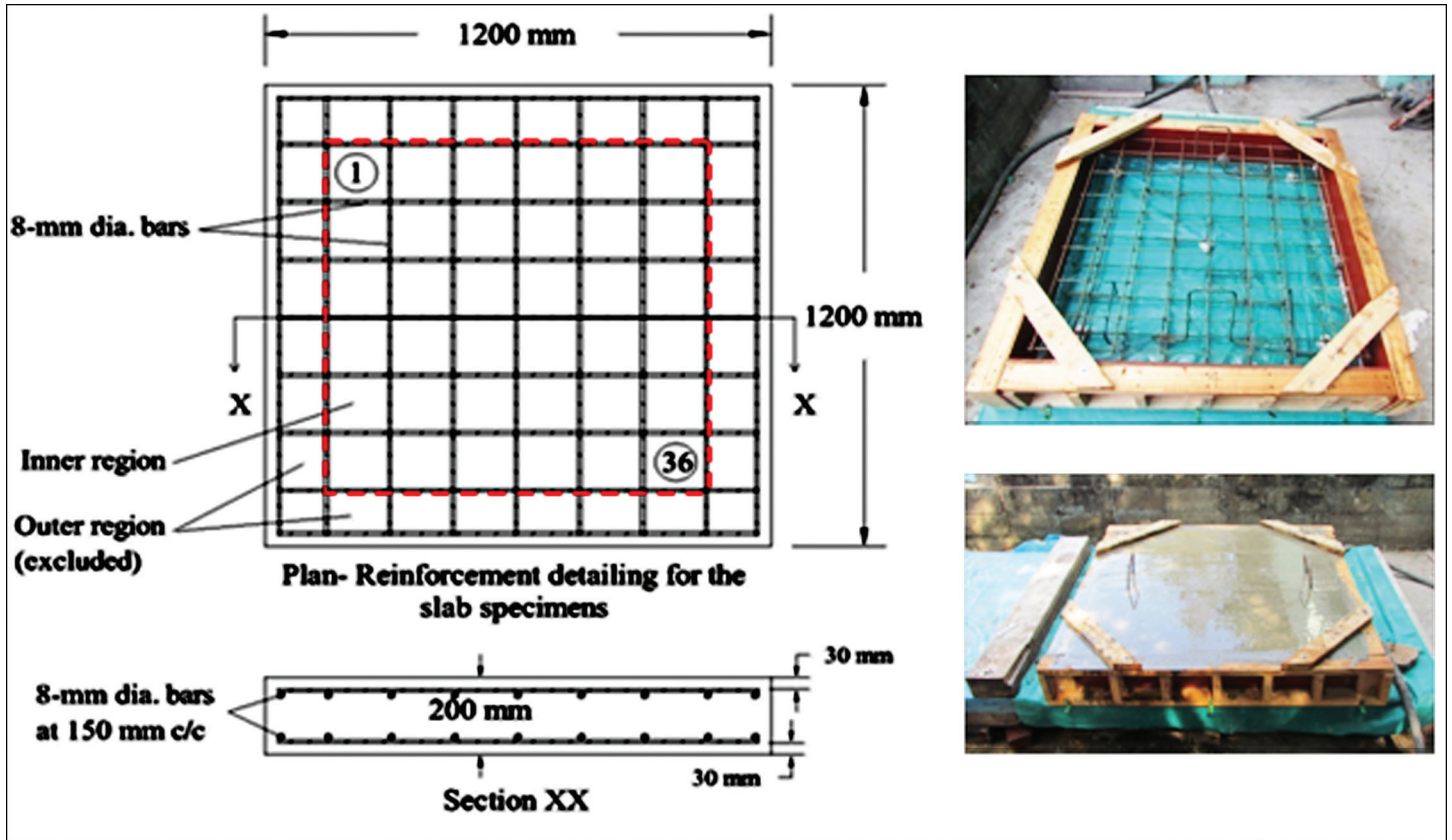 1200 mm
1
8-mm dia. bars
1200 mm
X
X
Inner region
36
Outer region
(excluded)
Plan- Reinforcement detailing for the
slab specimens
30 mm
8-mm dia. bars
200 mm
at 150 mm c/c
30 mm
Section XX